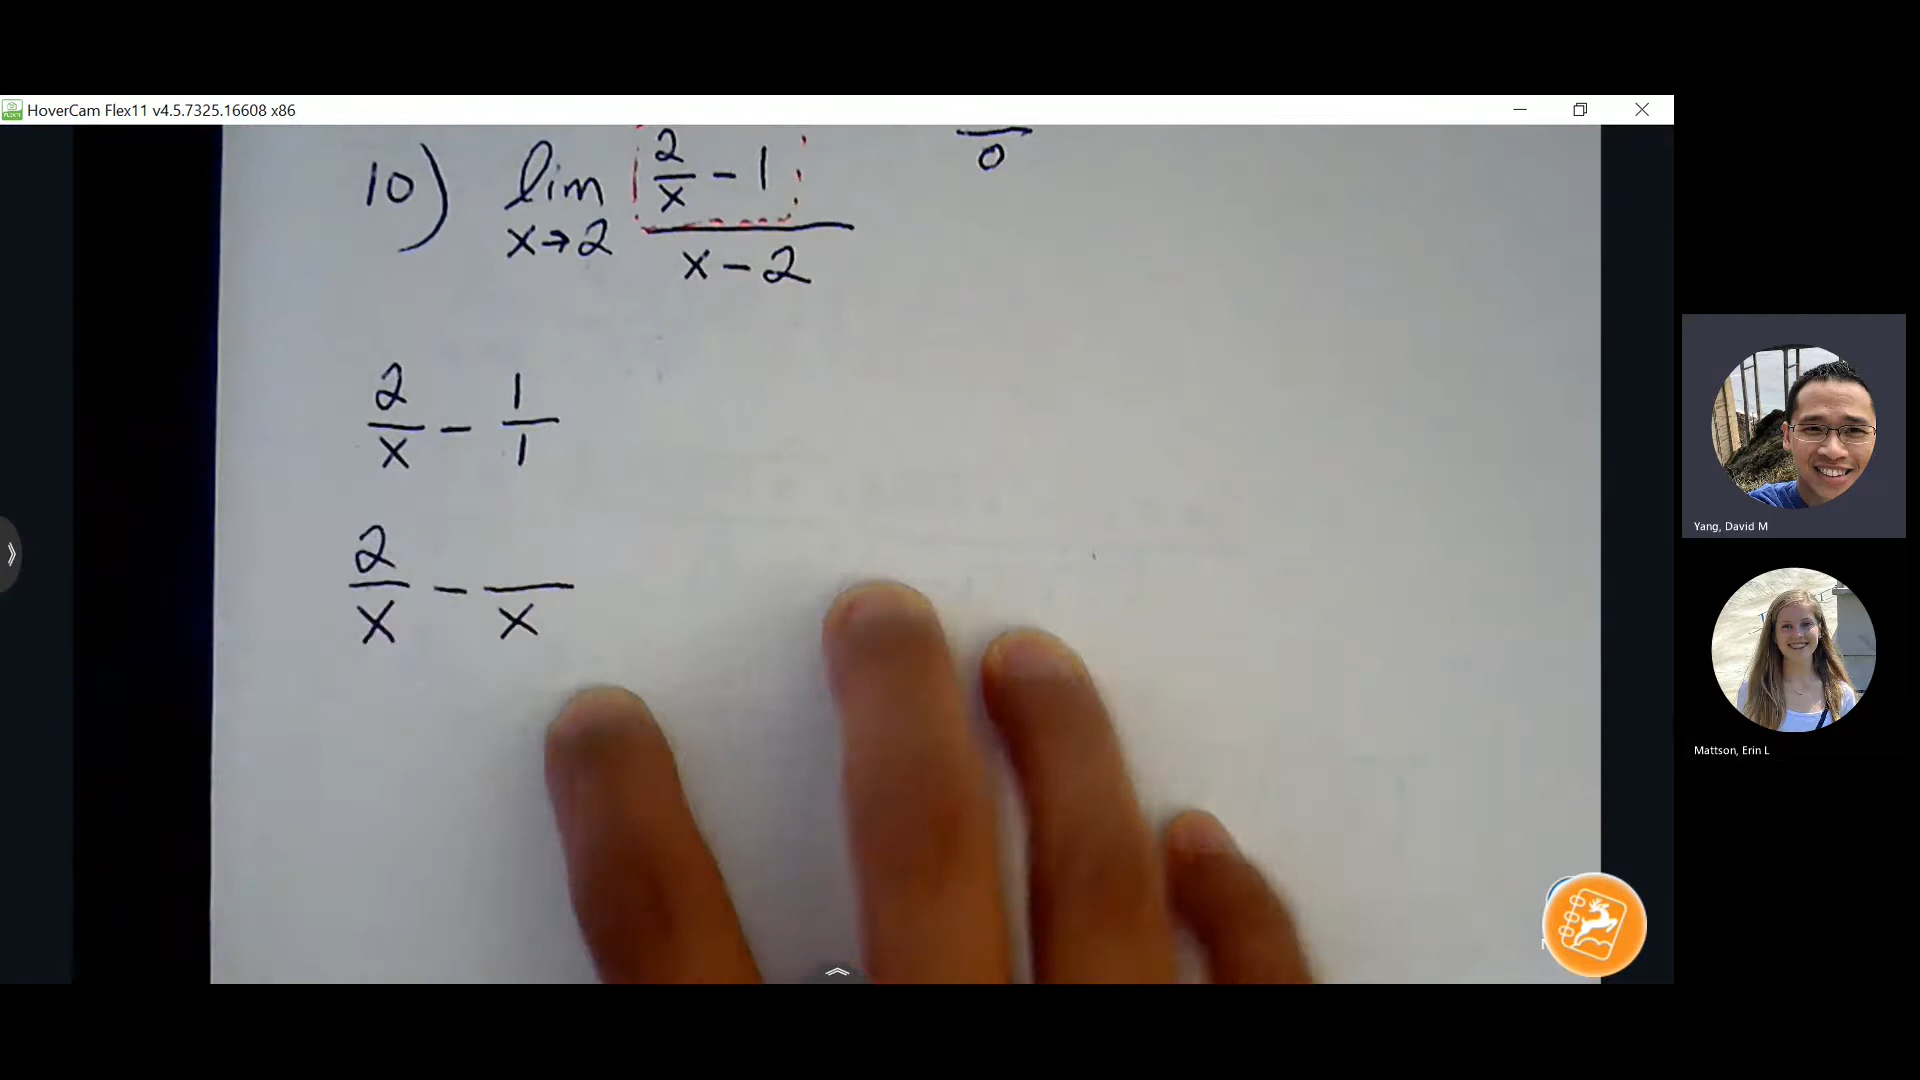 HoverCam Flex11 v4.5.7325.16608 x86
10) lim x→2 (2/x - 1)/(x - 2)
0
2/x - 1/1
2/x - /x
Yang, David M
Mattson, Erin L